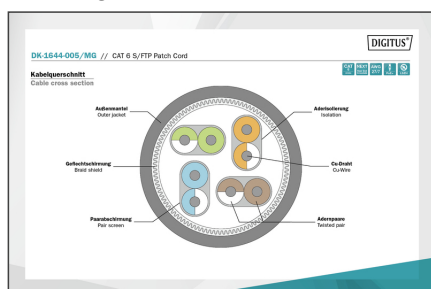 DIGITUS®
DK-1644-005/MG // CAT 6 S/FTP Patch Cord
Kabelquerschnitt
Cable cross section
Außenmantel
Outer jacket
Aderisolierung
Isolation
Geflechtschirmung
Braid shield
Cu-Draht
Cu-Wire
Paarabschirmung
Pair screen
Adernpaare
Twisted pair